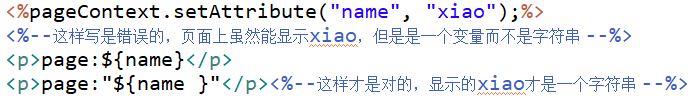 <%pageContext.setAttribute("name", "xiao");%>
<%--这样写是错误的，页面上虽然能显示xiao，但是是一个变量而不是字符串 --%>
<p>page:${name}</p>
<p>page:"${name }"</p><%--这样才是对的，显示的xiao才是一个字符串 --%>